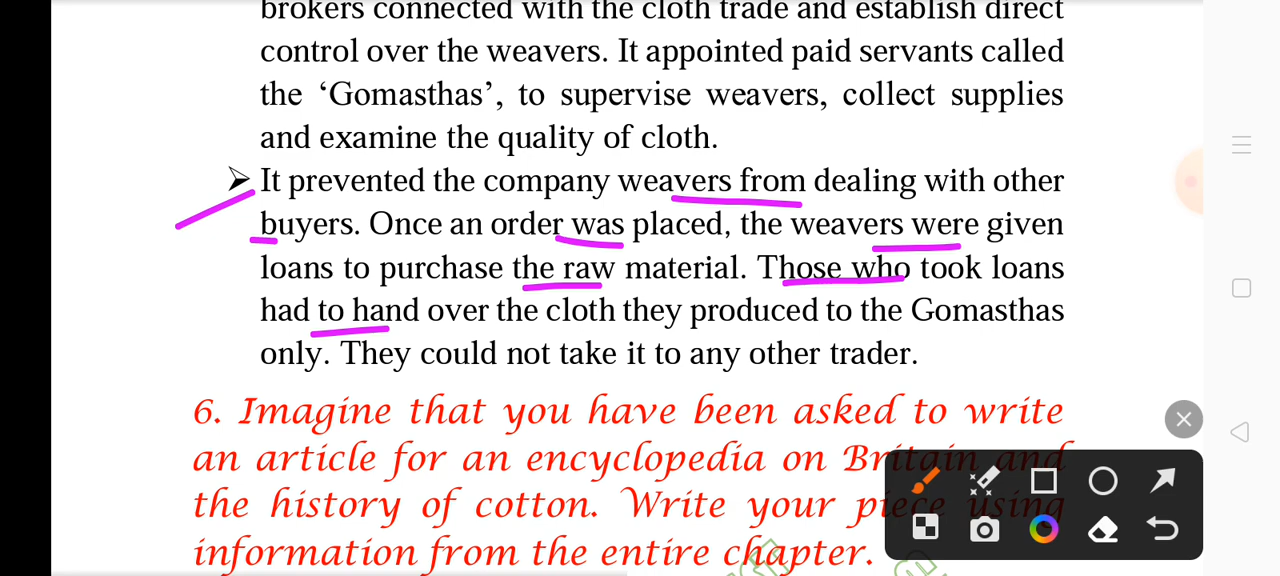 brokers connected with the cloth trade and establish direct
control over the weavers. It appointed paid servants called
the ‘Gomasthas’, to supervise weavers, collect supplies
and examine the quality of cloth.
➢ It prevented the company weavers from dealing with other
buyers. Once an order was placed, the weavers were given
loans to purchase the raw material. Those who took loans
had to hand over the cloth they produced to the Gomasthas
only. They could not take it to any other trader.
6. Imagine that you have been asked to write
an article for an encyclopedia on Britain and
the history of cotton. Write your piece using
information from the entire chapter.